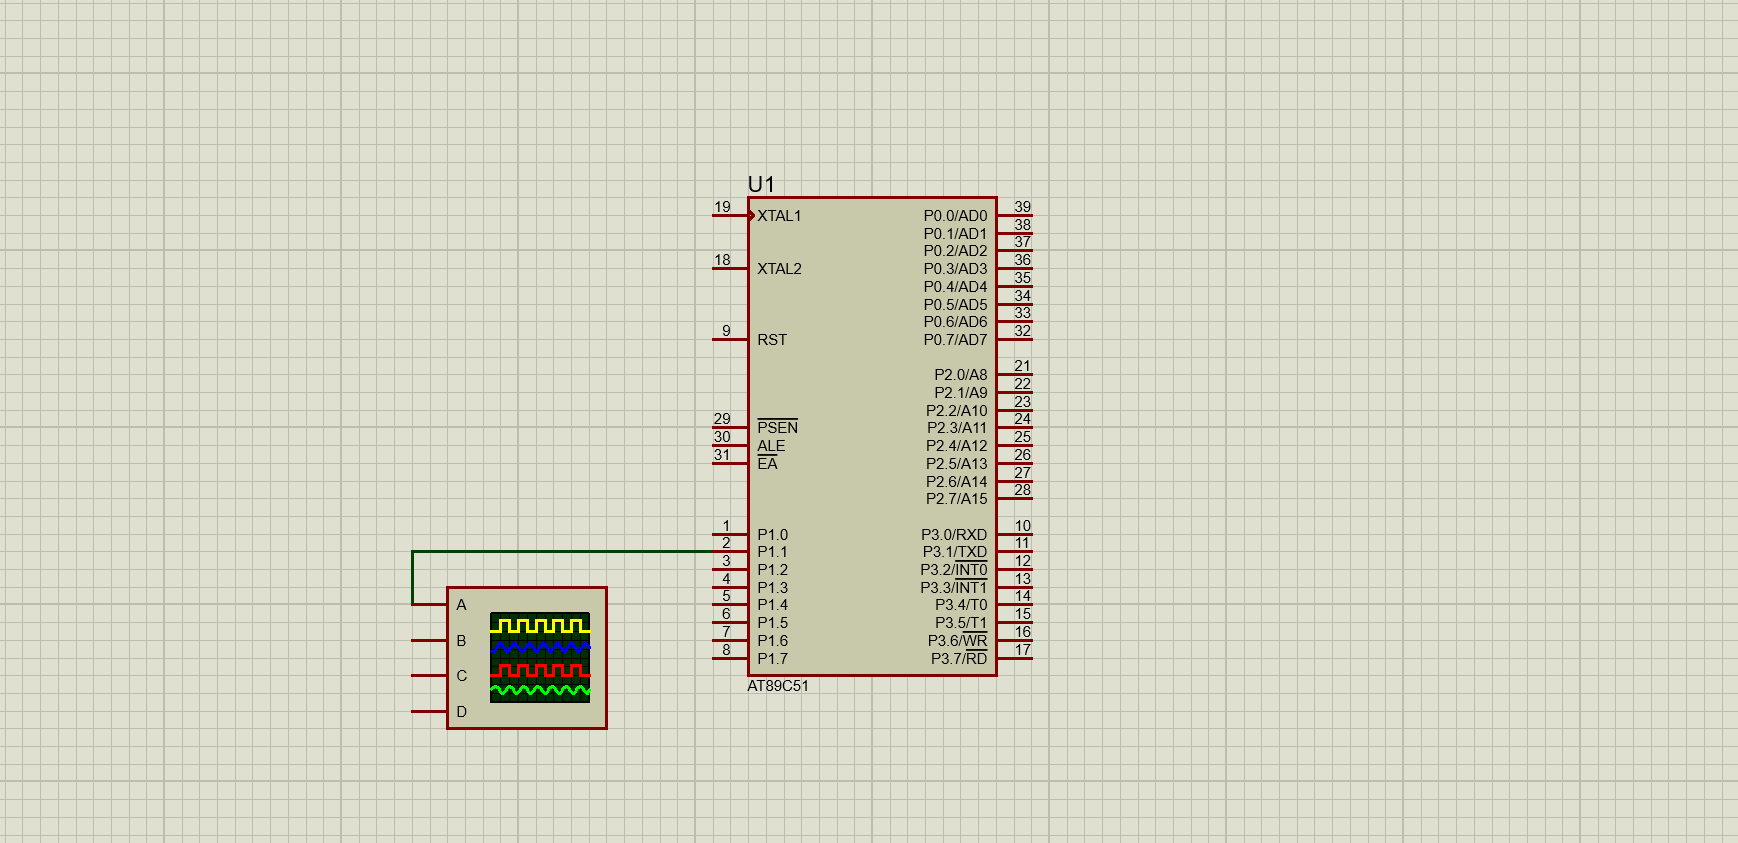 U1
19 XTAL1 P0.0/AD0 39
P0.1/AD1 38
P0.2/AD2 37
18 XTAL2 P0.3/AD3 36
P0.4/AD4 35
P0.5/AD5 34
P0.6/AD6 33
9 RST P0.7/AD7 32
P2.0/A8 21
P2.1/A9 22
P2.2/A10 23
29 PSEN P2.3/A11 24
30 ALE P2.4/A12 25
31 EA P2.5/A13 26
P2.6/A14 27
P2.7/A15 28
1 P1.0 P3.0/RXD 10
2 P1.1 P3.1/TXD 11
3 P1.2 P3.2/INT0 12
4 P1.3 P3.3/INT1 13
5 P1.4 P3.4/T0 14
6 P1.5 P3.5/T1 15
7 P1.6 P3.6/WR 16
8 P1.7 P3.7/RD 17
AT89C51
A
B
C
D